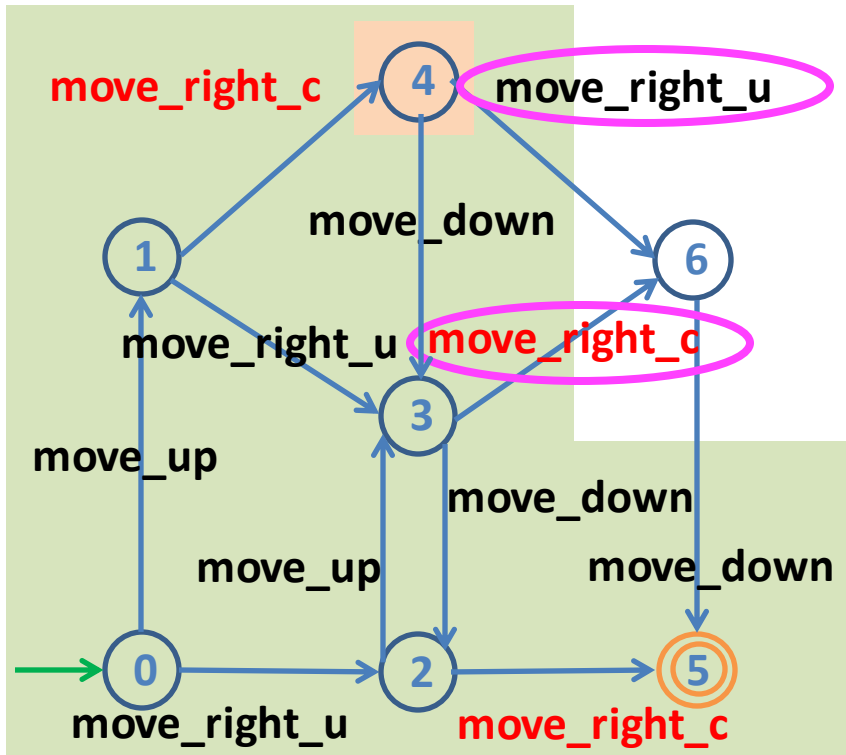 4
move_right_c
move_right_u
move_down
1
6
move_right_u
move_right_c
3
move_up
move_down
move_up
move_down
0
2
5
move_right_u
move_right_c